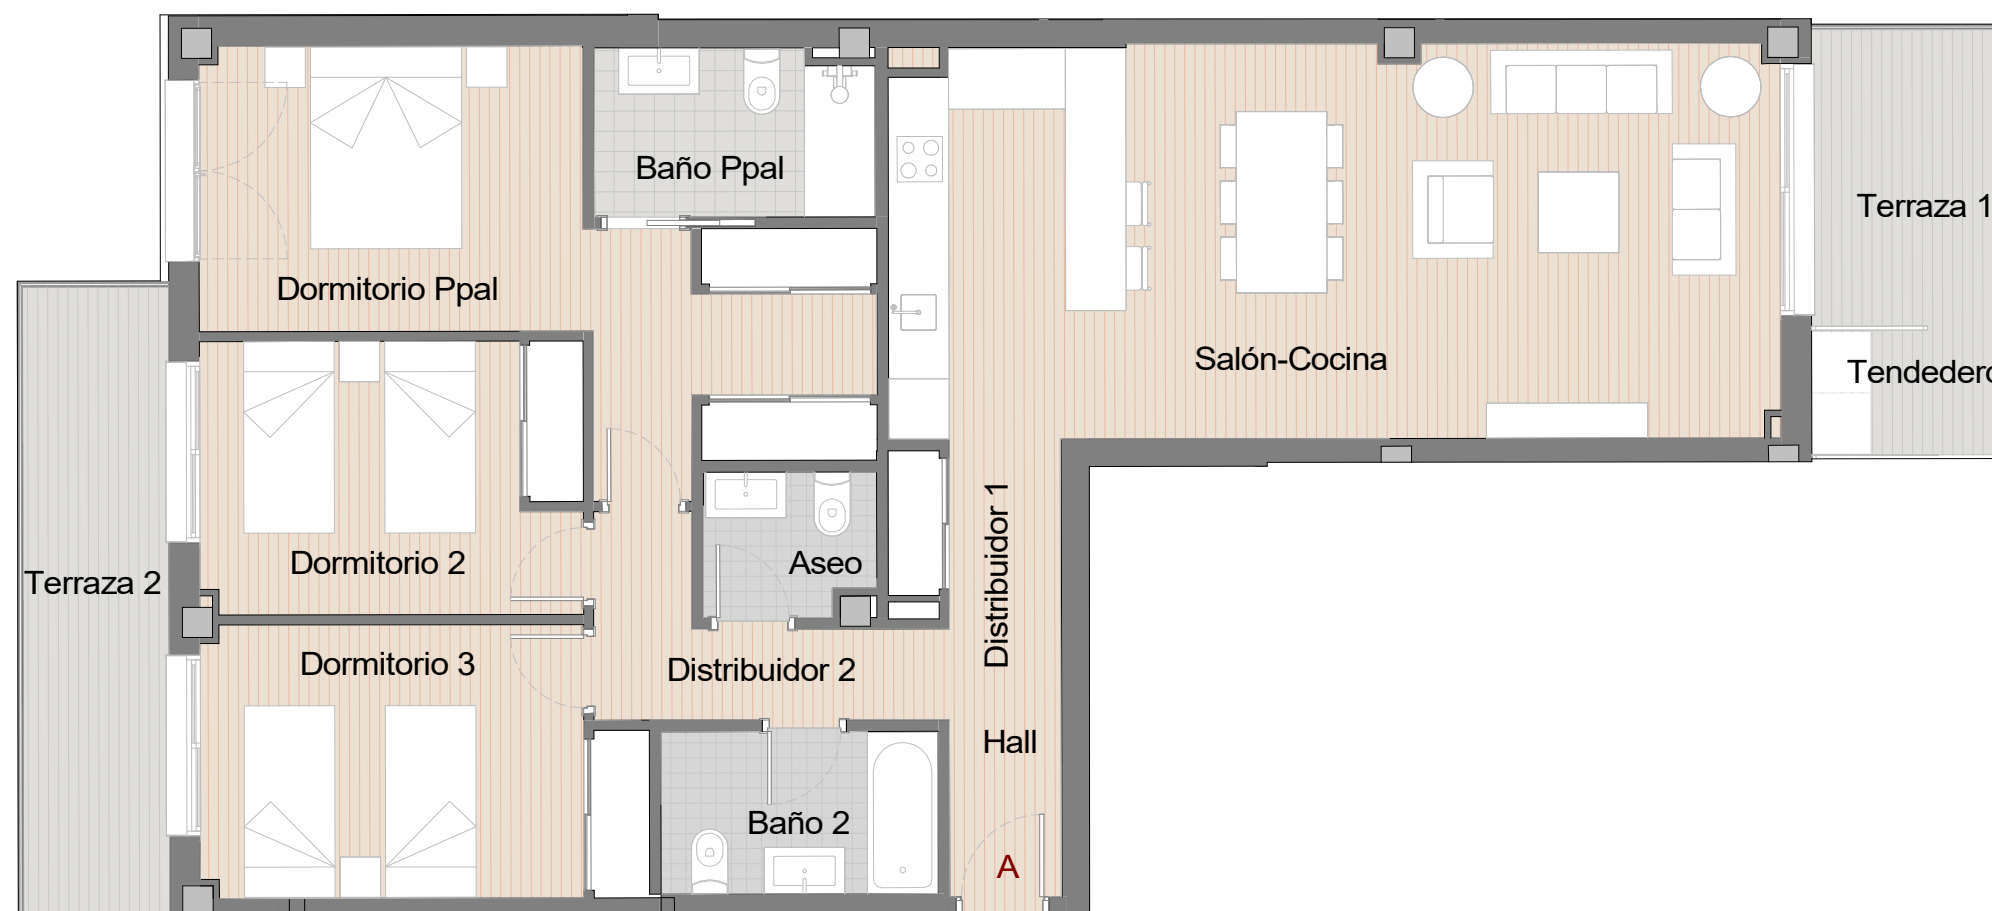 Baño Ppal
Terraza 1
Dormitorio Ppal
Salón-Cocina
Tendedero
Distribuidor 1
Dormitorio 2
Aseo
Terraza 2
Dormitorio 3
Distribuidor 2
Hall
Baño 2
A